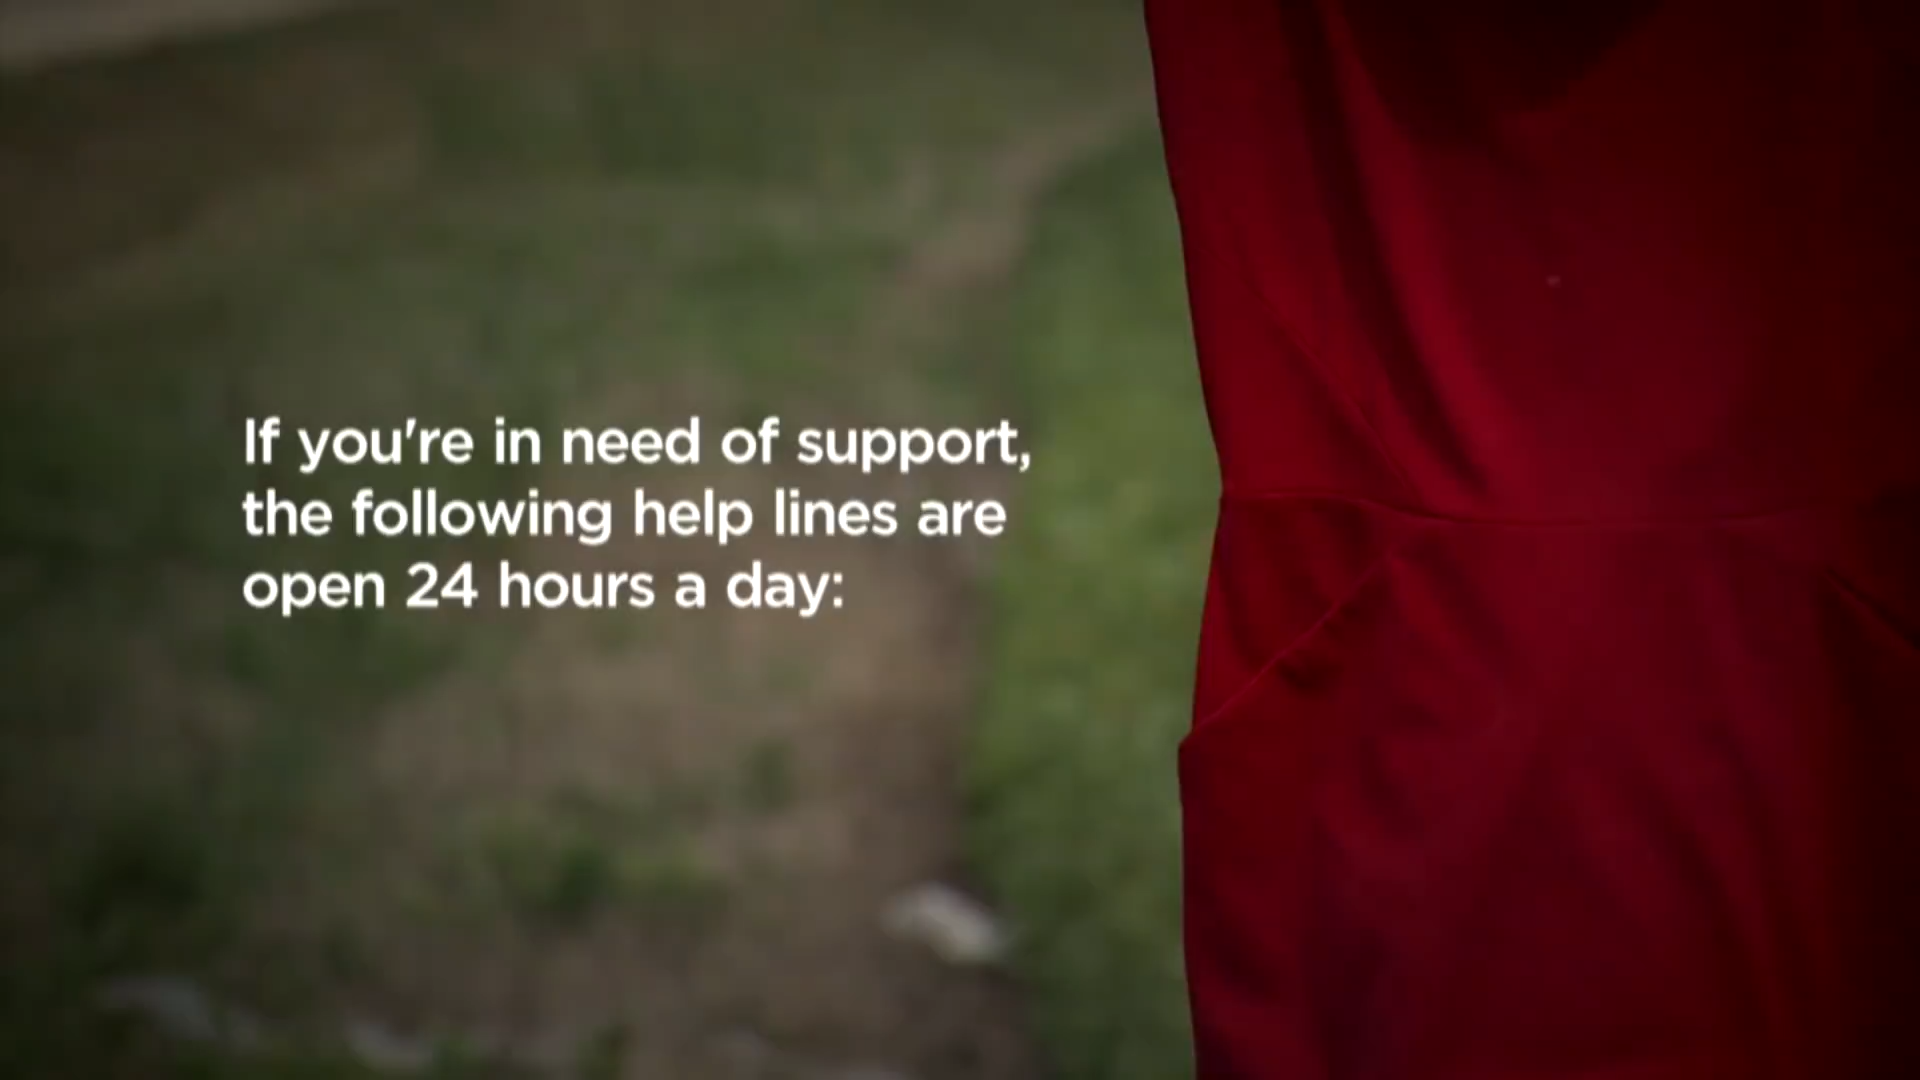 If you're in need of support,
the following help lines are
open 24 hours a day: